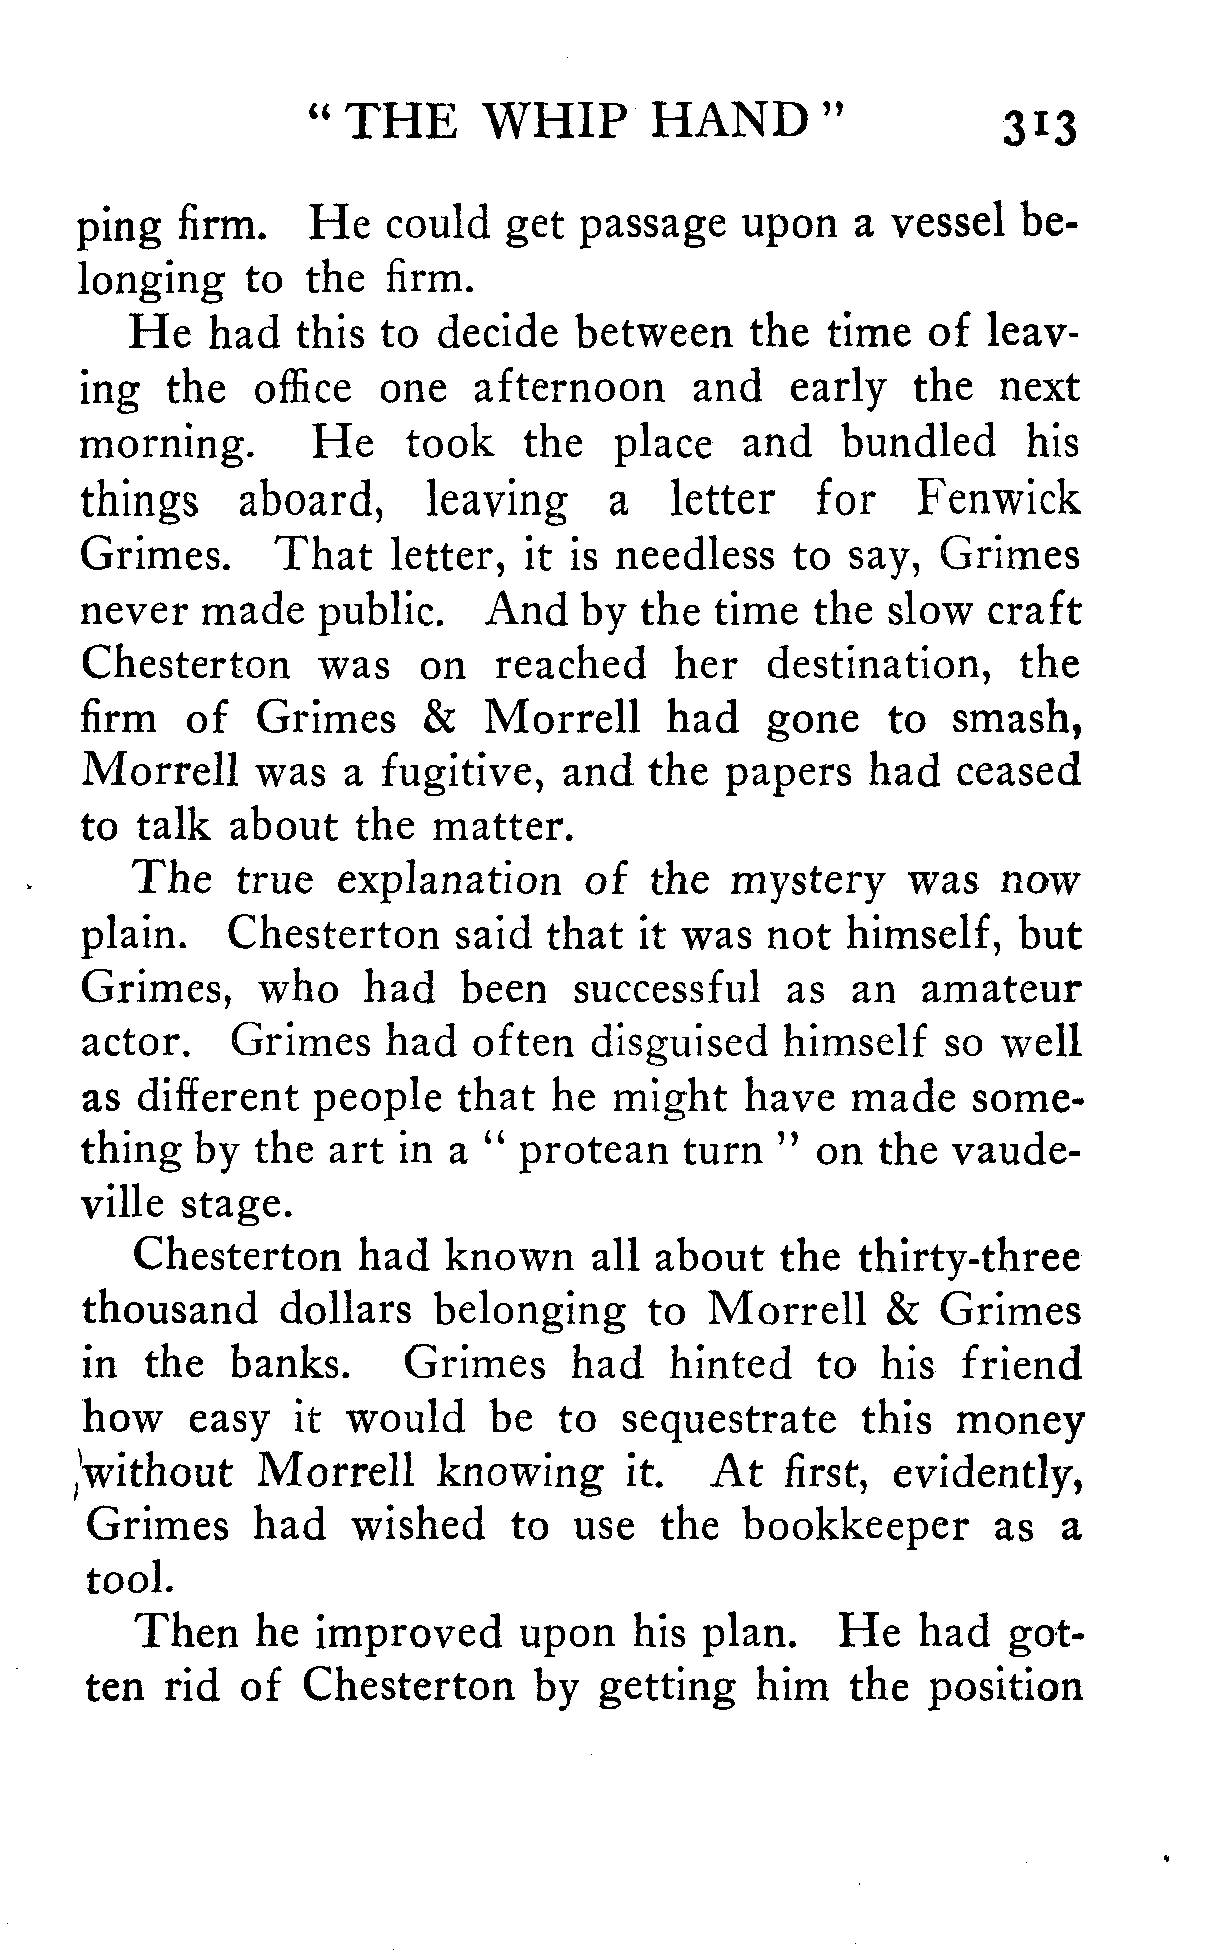 “ THE WHIP HAND ” 313
ping firm. He could get passage upon a vessel be-
longing to the firm.
He had this to decide between the time of leav-
ing the office one afternoon and early the next
morning. He took the place and bundled his
things aboard, leaving a letter for Fenwick
Grimes. That letter, it is needless to say, Grimes
never made public. And by the time the slow craft
Chesterton was on reached her destination, the
firm of Grimes & Morrell had gone to smash,
Morrell was a fugitive, and the papers had ceased
to talk about the matter.
The true explanation of the mystery was now
plain. Chesterton said that it was not himself, but
Grimes, who had been successful as an amateur
actor. Grimes had often disguised himself so well
as different people that he might have made some-
thing by the art in a “ protean turn ” on the vaude-
ville stage.
Chesterton had known all about the thirty-three
thousand dollars belonging to Morrell & Grimes
in the banks. Grimes had hinted to his friend
how easy it would be to sequestrate this money
without Morrell knowing it. At first, evidently,
Grimes had wished to use the bookkeeper as a
tool.
Then he improved upon his plan. He had got-
ten rid of Chesterton by getting him the position